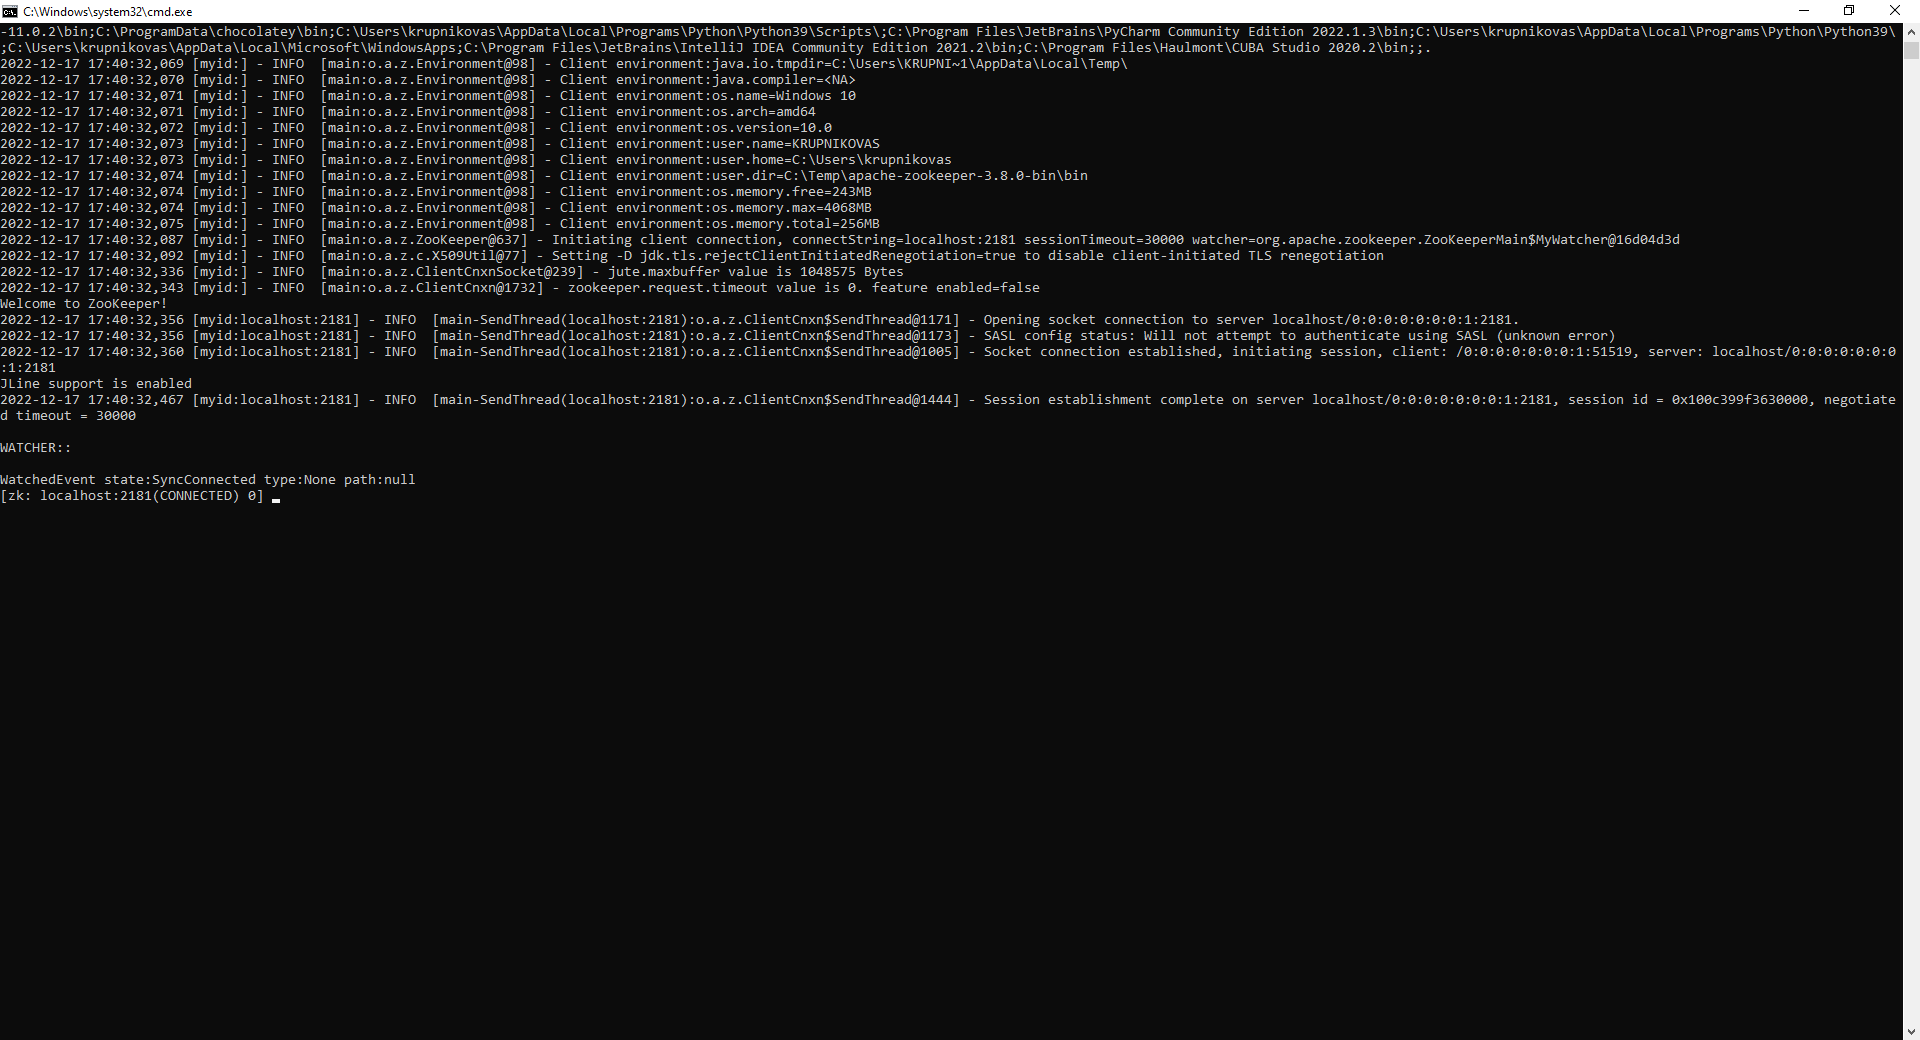 C:\Windows\system32\cmd.exe
-11.0.2\bin;C:\ProgramData\chocolatey\bin;C:\Users\krupnikovas\AppData\Local\Programs\Python\Python39\Scripts\;C:\Program Files\JetBrains\PyCharm Community Edition 2022.1.3\bin;C:\Users\krupnikovas\AppData\Local\Programs\Python\Python39\
;C:\Users\krupnikovas\AppData\Local\Microsoft\WindowsApps;C:\Program Files\JetBrains\IntelliJ IDEA Community Edition 2021.2\bin;C:\Program Files\Haulmont\CUBA Studio 2020.2\bin;;.
2022-12-17 17:40:32,069 [myid:] - INFO  [main:o.a.z.Environment@98] - Client environment:java.io.tmpdir=C:\Users\KRUPNI~1\AppData\Local\Temp\
2022-12-17 17:40:32,070 [myid:] - INFO  [main:o.a.z.Environment@98] - Client environment:java.compiler=<NA>
2022-12-17 17:40:32,071 [myid:] - INFO  [main:o.a.z.Environment@98] - Client environment:os.name=Windows 10
2022-12-17 17:40:32,071 [myid:] - INFO  [main:o.a.z.Environment@98] - Client environment:os.arch=amd64
2022-12-17 17:40:32,072 [myid:] - INFO  [main:o.a.z.Environment@98] - Client environment:os.version=10.0
2022-12-17 17:40:32,073 [myid:] - INFO  [main:o.a.z.Environment@98] - Client environment:user.name=KRUPNIKOVAS
2022-12-17 17:40:32,073 [myid:] - INFO  [main:o.a.z.Environment@98] - Client environment:user.home=C:\Users\krupnikovas
2022-12-17 17:40:32,074 [myid:] - INFO  [main:o.a.z.Environment@98] - Client environment:user.dir=C:\Temp\apache-zookeeper-3.8.0-bin\bin
2022-12-17 17:40:32,074 [myid:] - INFO  [main:o.a.z.Environment@98] - Client environment:os.memory.free=243MB
2022-12-17 17:40:32,074 [myid:] - INFO  [main:o.a.z.Environment@98] - Client environment:os.memory.max=4068MB
2022-12-17 17:40:32,075 [myid:] - INFO  [main:o.a.z.Environment@98] - Client environment:os.memory.total=256MB
2022-12-17 17:40:32,087 [myid:] - INFO  [main:o.a.z.ZooKeeper@637] - Initiating client connection, connectString=localhost:2181 sessionTimeout=30000 watcher=org.apache.zookeeper.ZooKeeperMain$MyWatcher@16d04d3d
2022-12-17 17:40:32,092 [myid:] - INFO  [main:o.a.z.c.X509Util@77] - Setting -D jdk.tls.rejectClientInitiatedRenegotiation=true to disable client-initiated TLS renegotiation
2022-12-17 17:40:32,336 [myid:] - INFO  [main:o.a.z.ClientCnxnSocket@239] - jute.maxbuffer value is 1048575 Bytes
2022-12-17 17:40:32,343 [myid:] - INFO  [main:o.a.z.ClientCnxn@1732] - zookeeper.request.timeout value is 0. feature enabled=false
Welcome to ZooKeeper!
2022-12-17 17:40:32,356 [myid:localhost:2181] - INFO  [main-SendThread(localhost:2181):o.a.z.ClientCnxn$SendThread@1171] - Opening socket connection to server localhost/0:0:0:0:0:0:0:1:2181.
2022-12-17 17:40:32,356 [myid:localhost:2181] - INFO  [main-SendThread(localhost:2181):o.a.z.ClientCnxn$SendThread@1173] - SASL config status: Will not attempt to authenticate using SASL (unknown error)
2022-12-17 17:40:32,360 [myid:localhost:2181] - INFO  [main-SendThread(localhost:2181):o.a.z.ClientCnxn$SendThread@1005] - Socket connection established, initiating session, client: /0:0:0:0:0:0:0:1:51519, server: localhost/0:0:0:0:0:0:0
:1:2181
JLine support is enabled
2022-12-17 17:40:32,467 [myid:localhost:2181] - INFO  [main-SendThread(localhost:2181):o.a.z.ClientCnxn$SendThread@1444] - Session establishment complete on server localhost/0:0:0:0:0:0:0:1:2181, session id = 0x100c399f3630000, negotiate
d timeout = 30000
WATCHER::
WatchedEvent state:SyncConnected type:None path:null
[zk: localhost:2181(CONNECTED) 0]